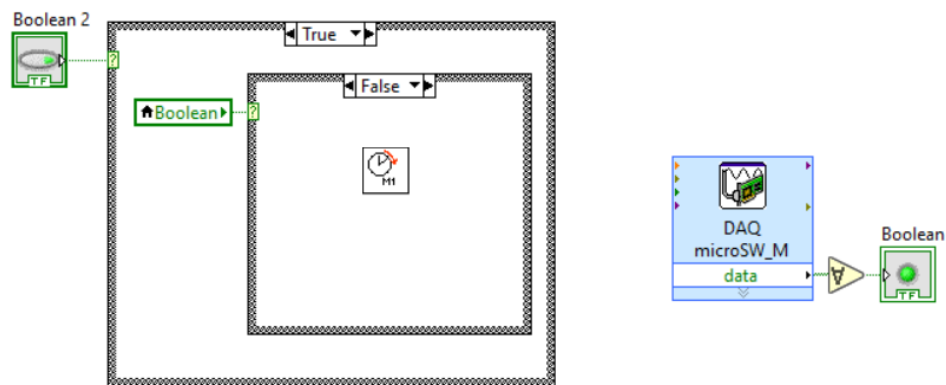 Boolean 2
TF
?
True
Boolean
?
False
M1
DAQ
microSW_M
data
∀
Boolean
TF